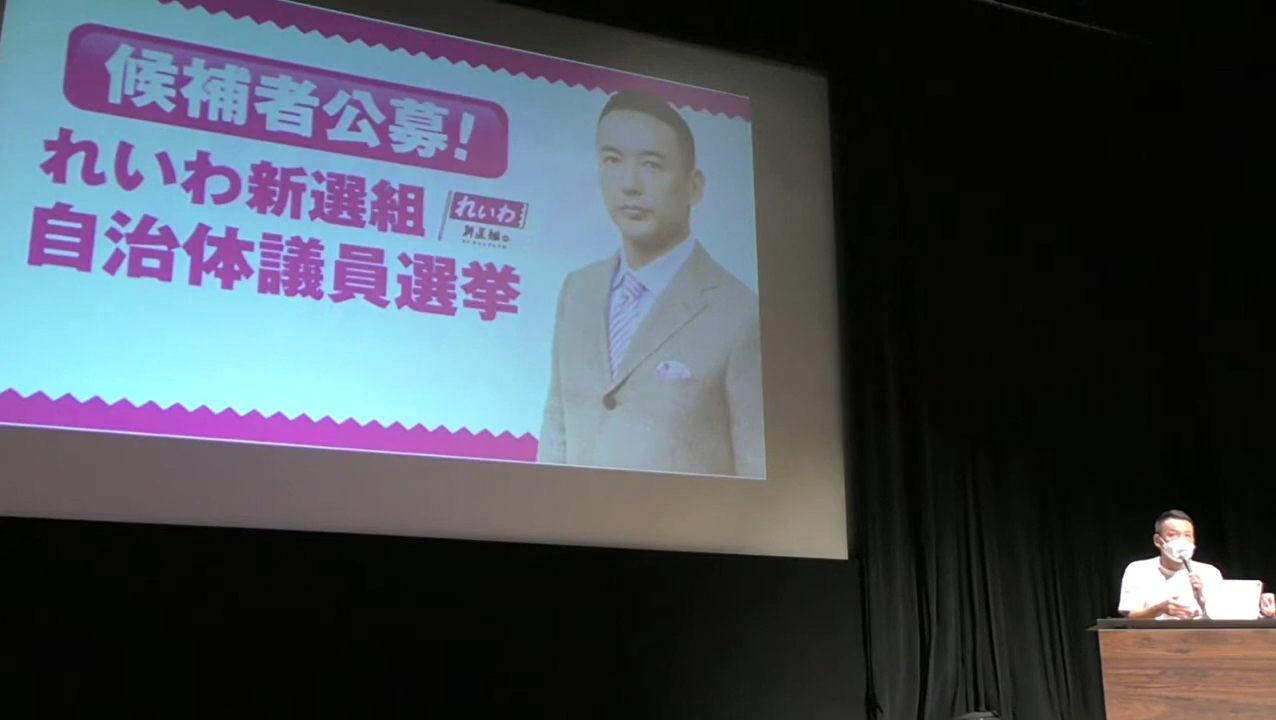 候補者公募!
れいわ新選組
れいわ
新選組
自治体議員選挙